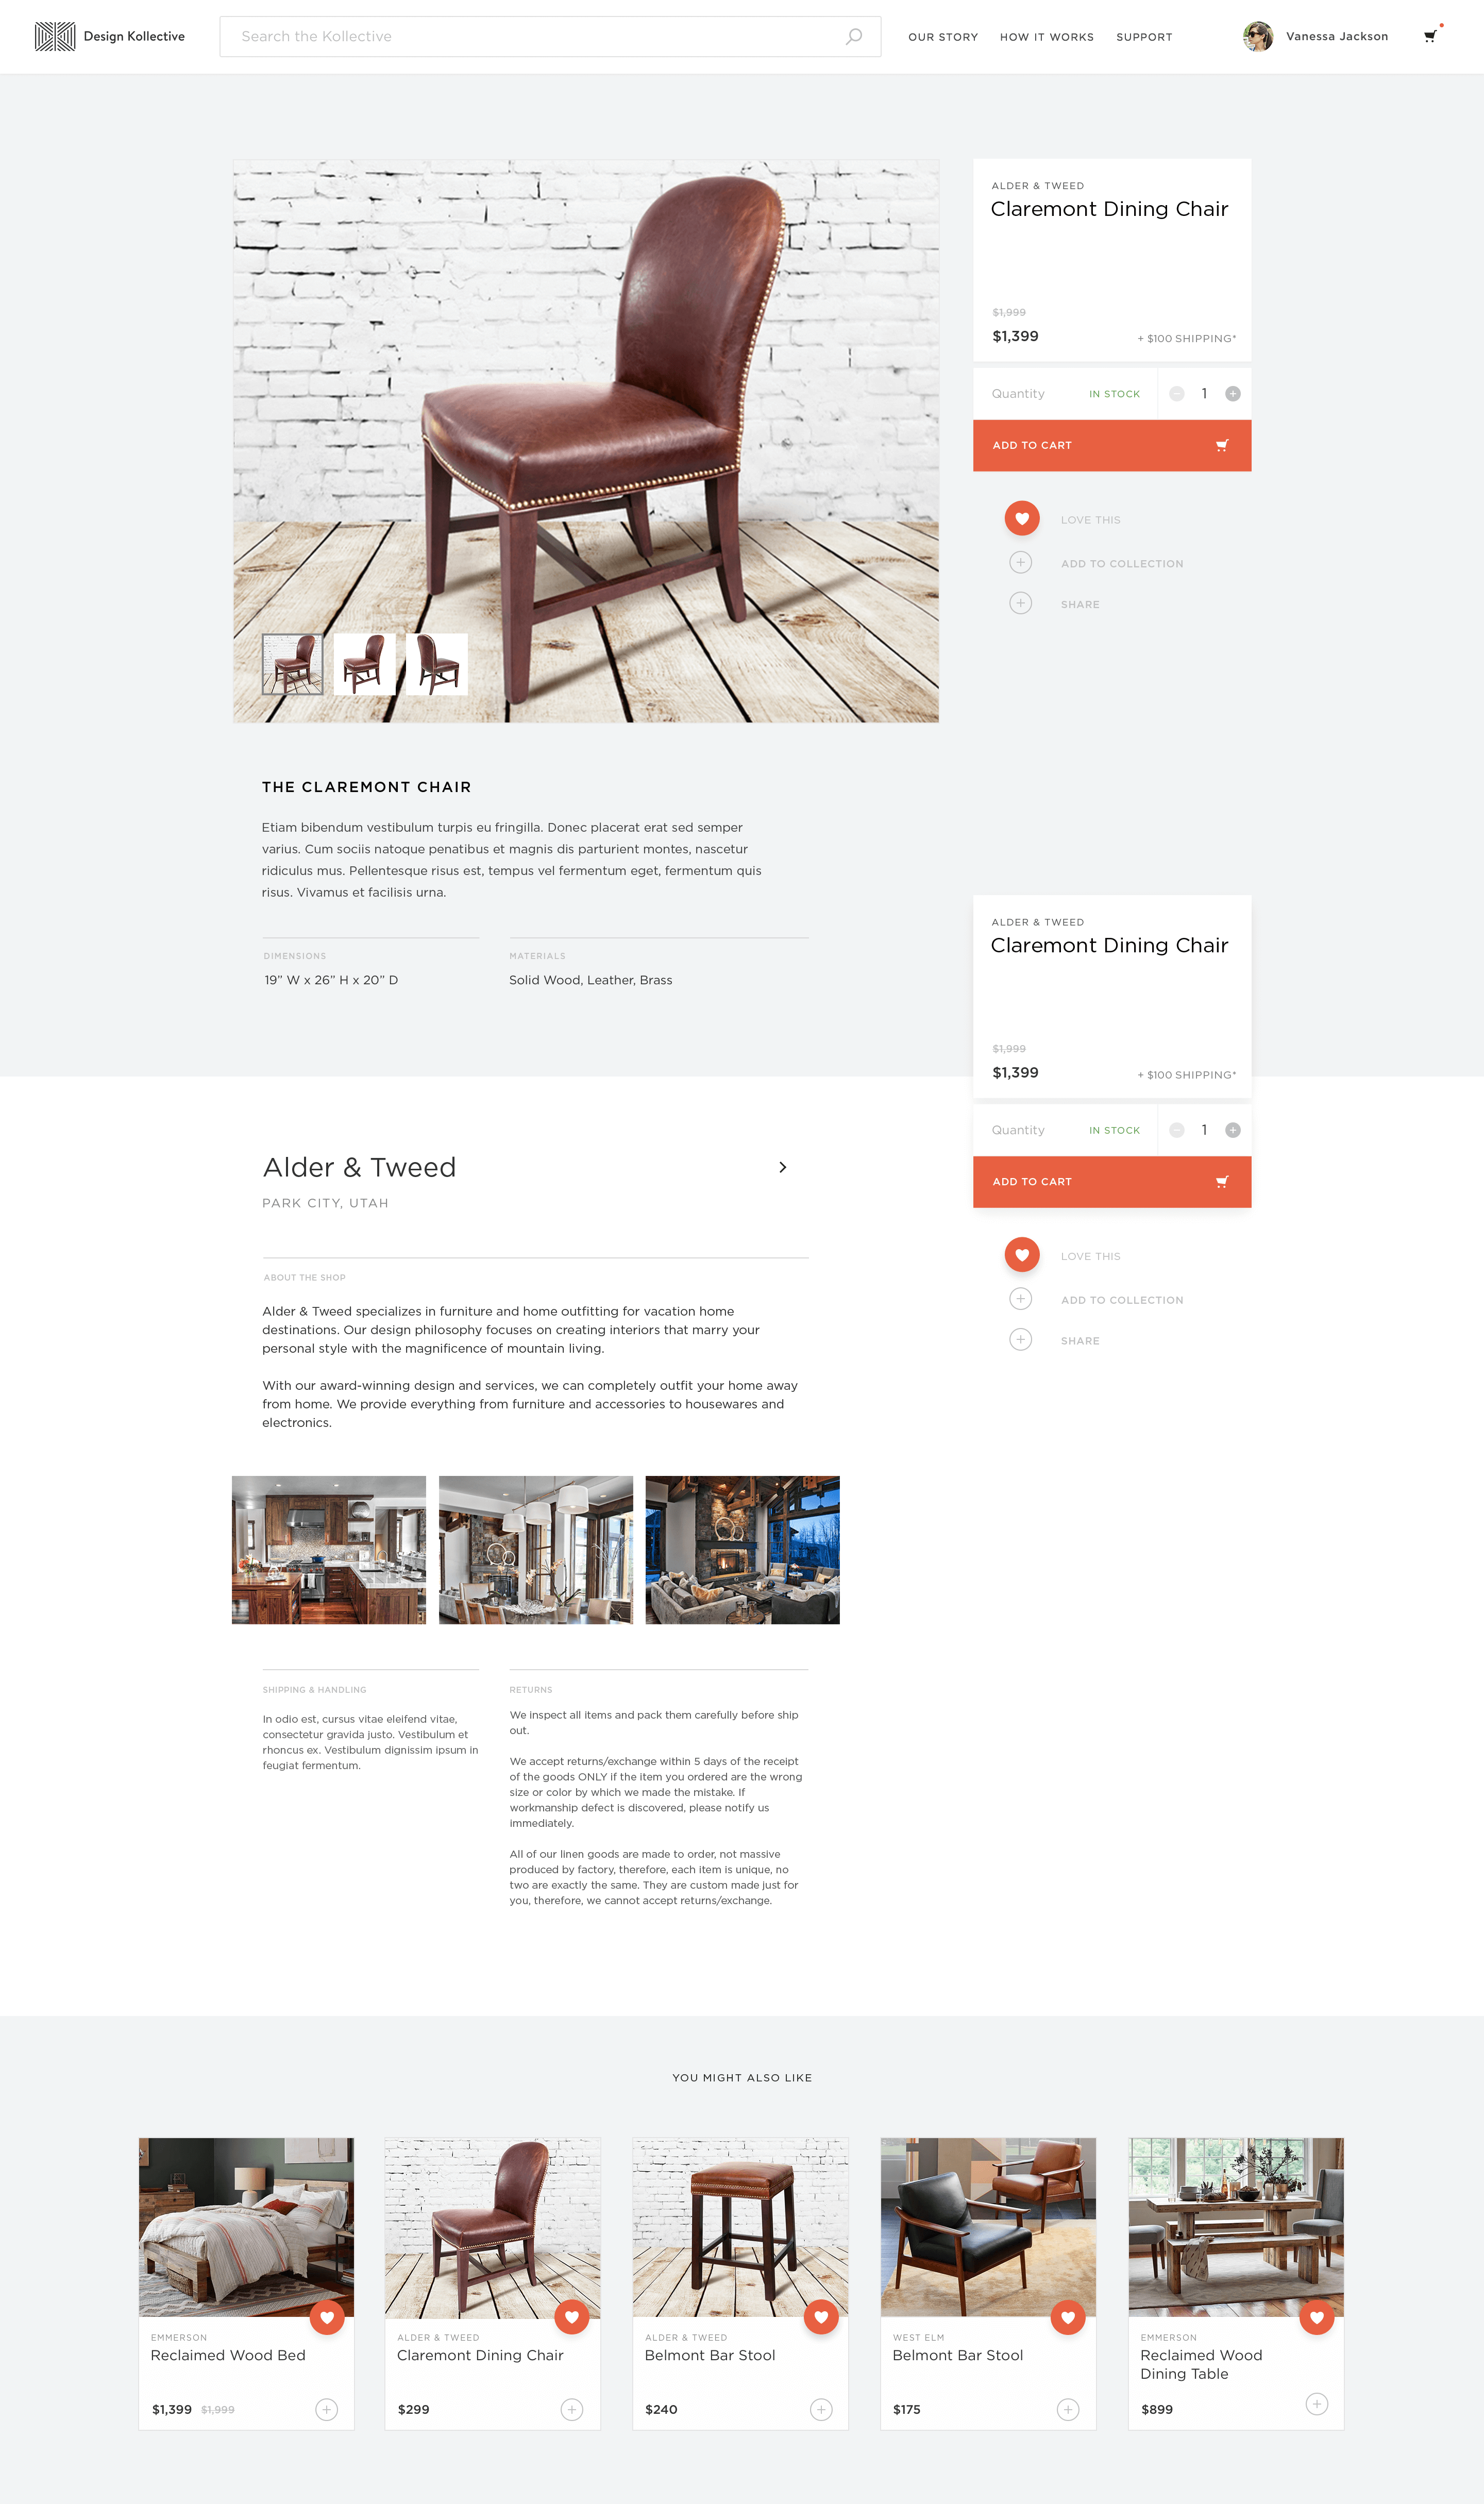 Design Kollective
Search the Kollective
OUR STORY
HOW IT WORKS
SUPPORT
Vanessa Jackson
ALDER & TWEED
Claremont Dining Chair
$1,999
$1,399
+ $100 SHIPPING*
Quantity
IN STOCK
1
ADD TO CART
LOVE THIS
ADD TO COLLECTION
SHARE
THE CLAREMONT CHAIR
Etiam bibendum vestibulum turpis eu fringilla. Donec placerat erat sed semper
varius. Cum sociis natoque penatibus et magnis dis parturient montes, nascetur
ridiculus mus. Pellentesque risus est, tempus vel fermentum eget, fermentum quis
risus. Vivamus et facilisis urna.
DIMENSIONS
19” W x 26” H x 20” D
MATERIALS
Solid Wood, Leather, Brass
ALDER & TWEED
Claremont Dining Chair
$1,999
$1,399
+ $100 SHIPPING*
Quantity
IN STOCK
1
ADD TO CART
LOVE THIS
ADD TO COLLECTION
SHARE
Alder & Tweed
PARK CITY, UTAH
ABOUT THE SHOP
Alder & Tweed specializes in furniture and home outfitting for vacation home
destinations. Our design philosophy focuses on creating interiors that marry your
personal style with the magnificence of mountain living.
With our award-winning design and services, we can completely outfit your home away
from home. We provide everything from furniture and accessories to housewares and
electronics.
SHIPPING & HANDLING
In odio est, cursus vitae eleifend vitae,
consectetur gravida justo. Vestibulum et
rhoncus ex. Vestibulum dignissim ipsum in
feugiat fermentum.
RETURNS
We inspect all items and pack them carefully before ship
out.
We accept returns/exchange within 5 days of the receipt
of the goods ONLY if the item you ordered are the wrong
size or color by which we made the mistake. If
workmanship defect is discovered, please notify us
immediately.
All of our linen goods are made to order, not massive
produced by factory, therefore, each item is unique, no
two are exactly the same. They are custom made just for
you, therefore, we cannot accept returns/exchange.
YOU MIGHT ALSO LIKE
EMMERSON
Reclaimed Wood Bed
$1,399 $1,999
ALDER & TWEED
Claremont Dining Chair
$299
ALDER & TWEED
Belmont Bar Stool
$240
WEST ELM
Belmont Bar Stool
$175
EMMERSON
Reclaimed Wood
Dining Table
$899